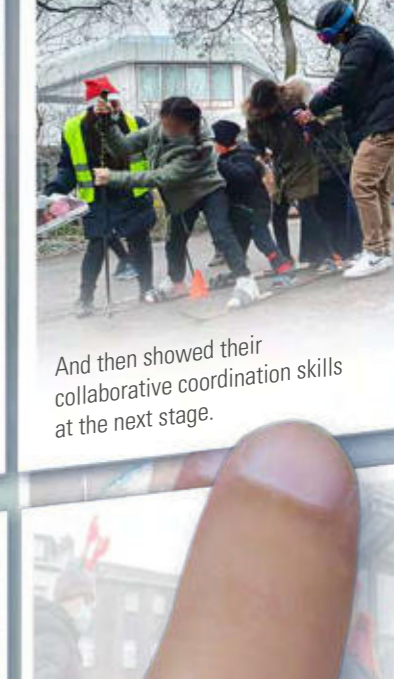 And then showed their
collaborative coordination skills
at the next stage.